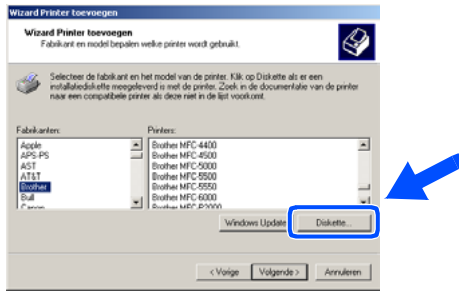 Wizard Printer toevoegen
Wizard Printer toevoegen
Fabrikant en model bepalen welke printer wordt gebruikt.
Selecteer de fabrikant en het model van de printer. Klik op Diskette als er een
installatiediskette meegeleverd is met de printer. Zoek in de documentatie van de printer
naar een compatibele printer als deze niet in de lijst voorkomt.
Fabrikanten:
Apple
APS-PS
AST
AT&T
Brother
Bull
Canon
Printers:
Brother MFC-4400
Brother MFC-4500
Brother MFC-5000
Brother MFC-5500
Brother MFC-5550
Brother MFC-6000
Brother MFC-P2000
Windows Update
Diskette...
< Vorige
Volgende >
Annuleren